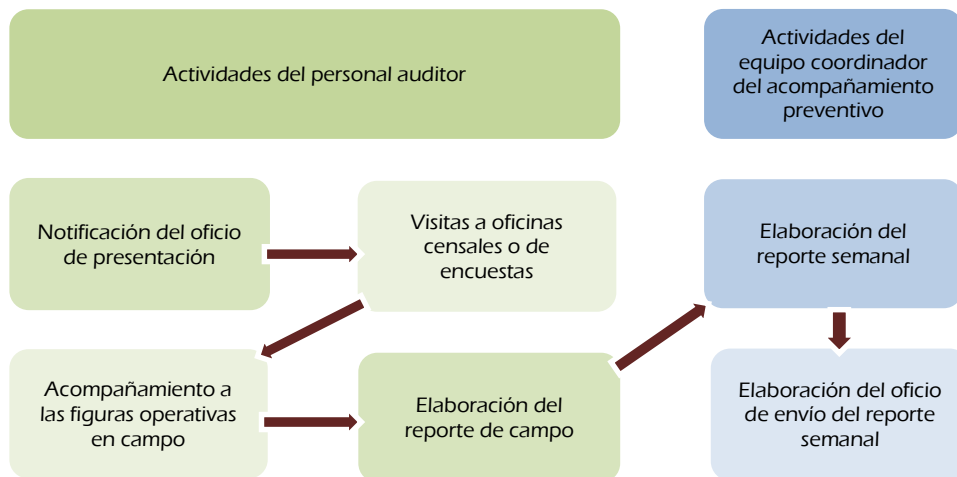 Actividades del personal auditor
Actividades del
equipo coordinador
del acompañamiento
preventivo
Notificación del oficio
de presentación
Visitas a oficinas
censales o de
encuestas
Elaboración del
reporte semanal
Acompañamiento a
las figuras operativas
en campo
Elaboración del
reporte de campo
Elaboración del oficio
de envío del reporte
semanal